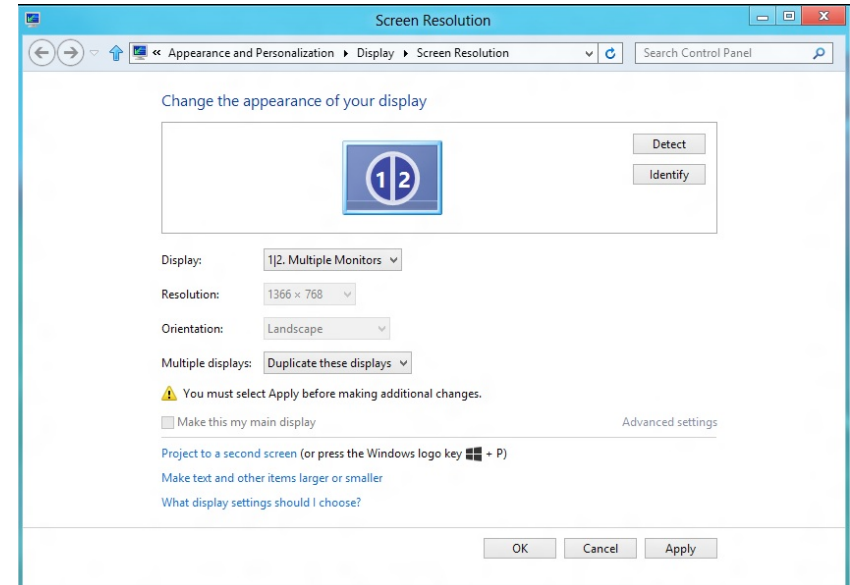 Screen Resolution
« Appearance and Personalization Display Screen Resolution
Search Control Panel
Change the appearance of your display
1|2
Detect
Identify
Display: 1|2. Multiple Monitors
Resolution: 1366 × 768
Orientation: Landscape
Multiple displays: Duplicate these displays
You must select Apply before making additional changes.
Make this my main display Advanced settings
Project to a second screen (or press the Windows logo key + P)
Make text and other items larger or smaller
What display settings should I choose?
OK Cancel Apply